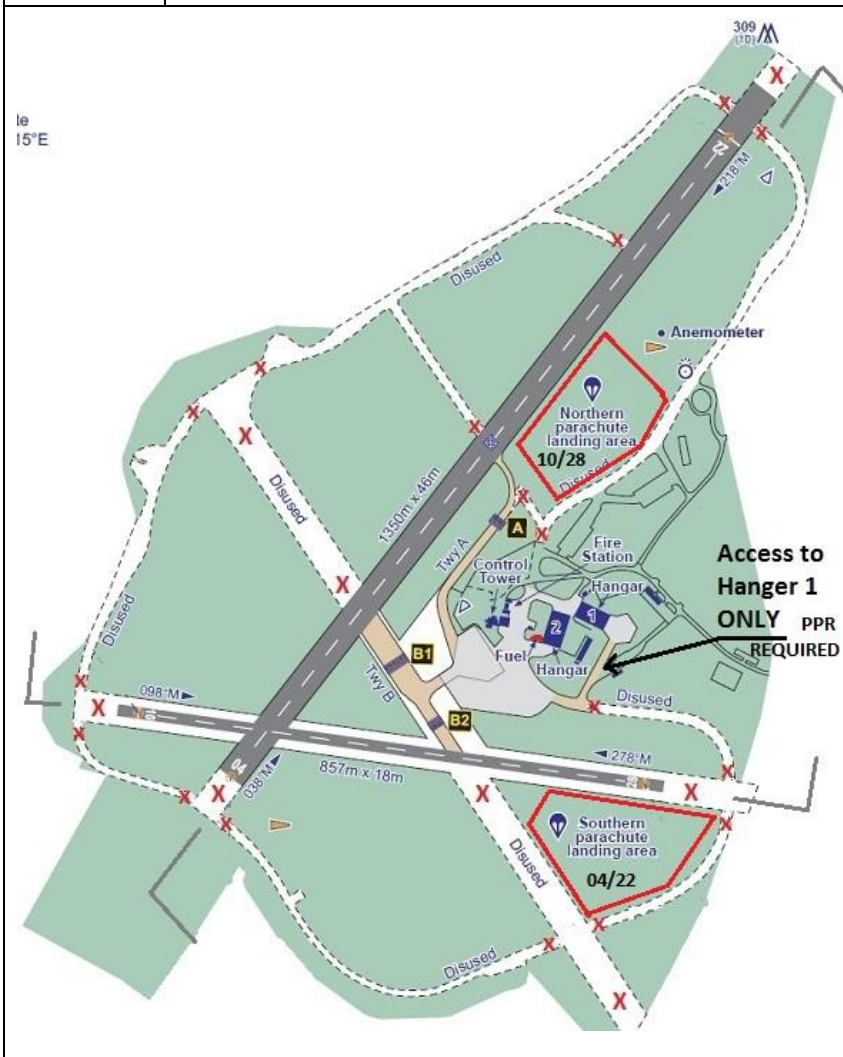 309
(10)
le
15°E
22
218°M
Disused
Anemometer
Northern
parachute
landing area
10/28
Disused
Disused
1350m x 46m
A
Twy A
Fire
Station
Control
Tower
Hangar
1
2
Fuel
Hangar
Access to
Hanger 1
ONLY PPR
REQUIRED
Disused
B1
Twy B
B2
Disused
098°M
10
04
038°M
857m x 18m
278°M
28
Southern
parachute
landing area
04/22
Disused
Disused